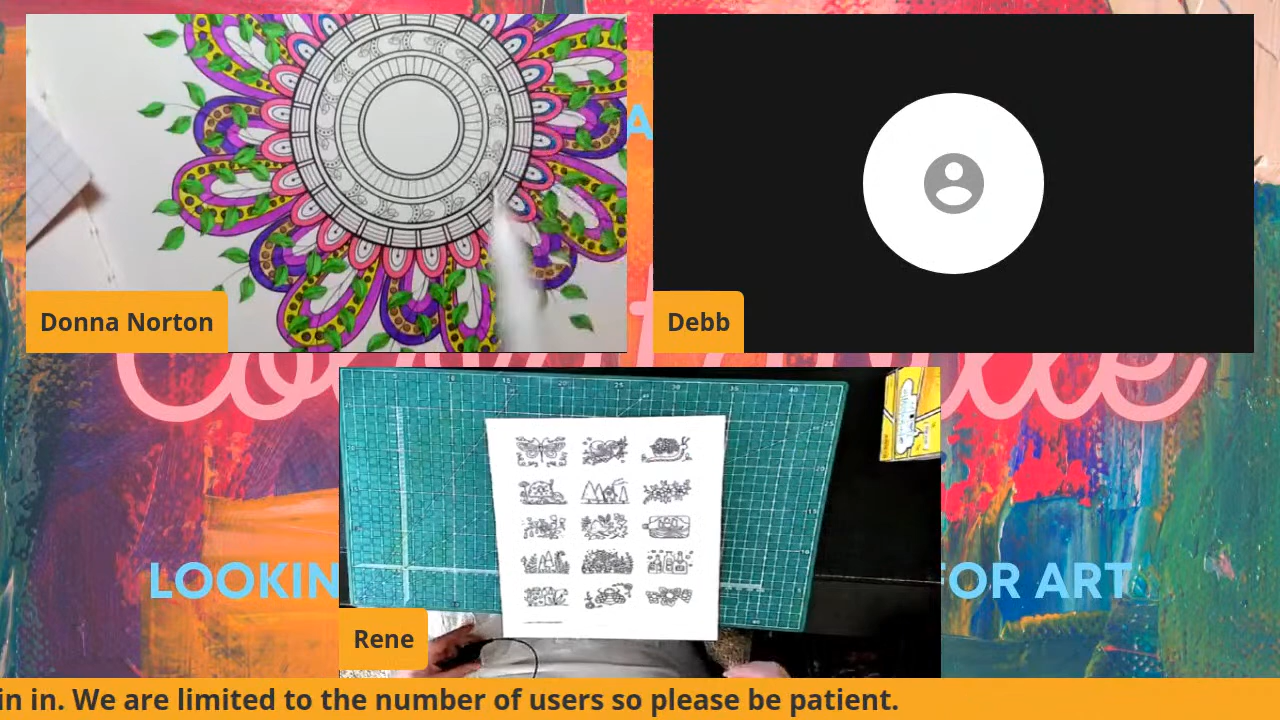 A
Donna Norton
Debb
LOOKIN
FOR ART
Rene
in in. We are limited to the number of users so please be patient.